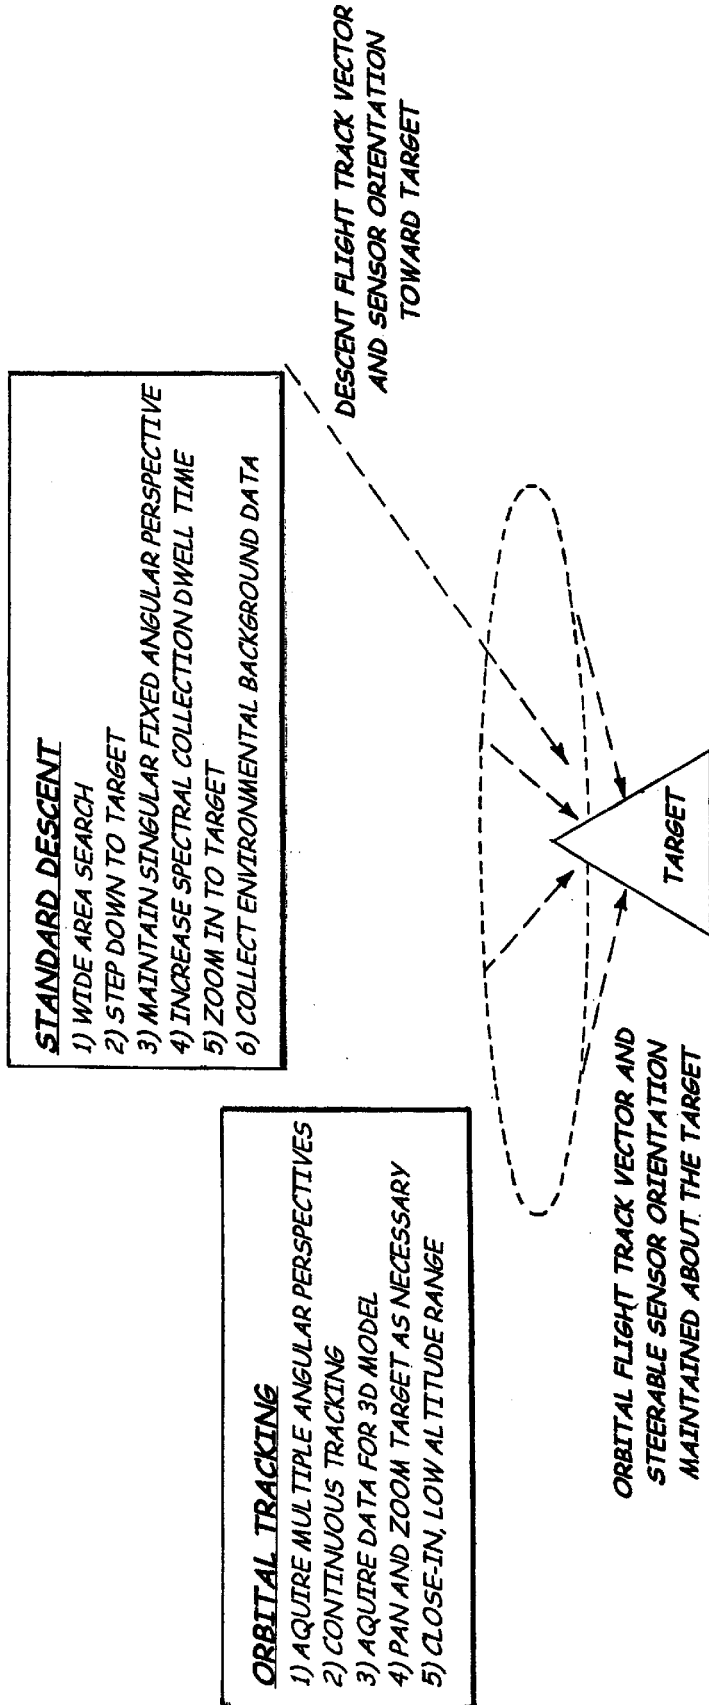 STANDARD DESCENT
1) WIDE AREA SEARCH
2) STEP DOWN TO TARGET
3) MAINTAIN SINGULAR FIXED ANGULAR PERSPECTIVE
4) INCREASE SPECTRAL COLLECTION DWELL TIME
5) ZOOM IN TO TARGET
6) COLLECT ENVIRONMENTAL BACKGROUND DATA
ORBITAL TRACKING
1) AQUIRE MULTIPLE ANGULAR PERSPECTIVES
2) CONTINUOUS TRACKING
3) AQUIRE DATA FOR 3D MODEL
4) PAN AND ZOOM TARGET AS NECESSARY
5) CLOSE-IN, LOW ALTITUDE RANGE
DESCENT FLIGHT TRACK VECTOR
AND SENSOR ORIENTATION
TOWARD TARGET
TARGET
ORBITAL FLIGHT TRACK VECTOR AND
STEERABLE SENSOR ORIENTATION
MAINTAINED ABOUT THE TARGET